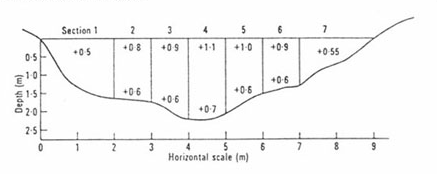 Section 1 2 3 4 5 6 7
+0·5 +0·8 +0·9 +1·1 +1·0 +0·9 +0·55
+0·6 +0·6 +0·7 +0·6 +0·6
Depth (m)
0·5
1·0
1·5
2·0
2·5
0 1 2 3 4 5 6 7 8 9
Horizontal scale (m)